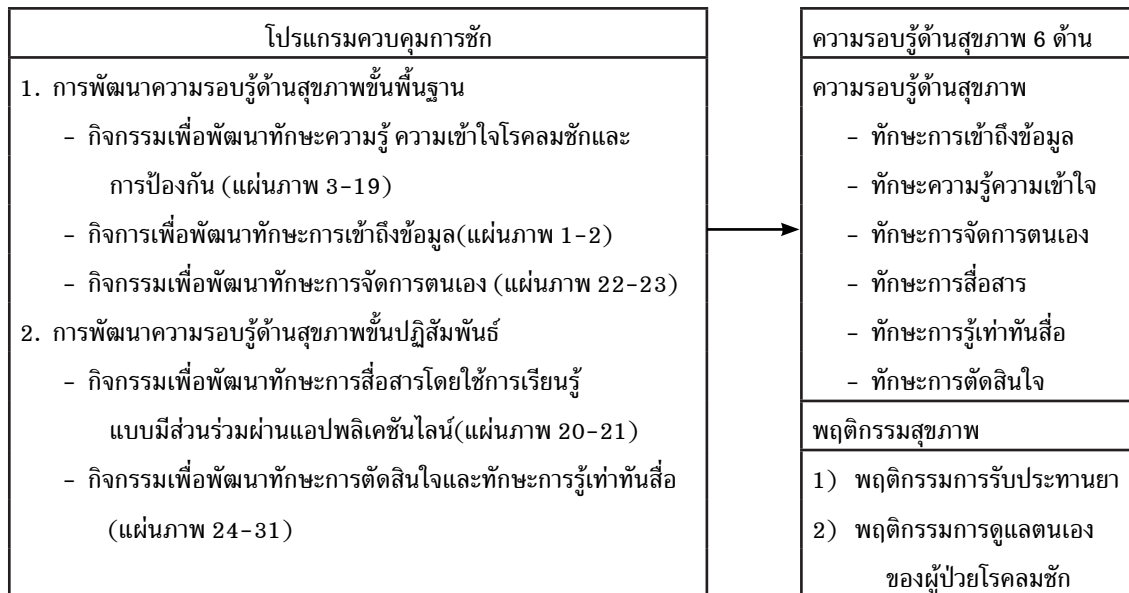 โปรแกรมควบคุมการชัก
1. การพัฒนาความรอบรู้ด้านสุขภาพขั้นพื้นฐาน
- กิจกรรมเพื่อพัฒนาทักษะความรู้ ความเข้าใจโรคลมชักและ
การป้องกัน (แผ่นภาพ 3-19)
- กิจการเพื่อพัฒนาทักษะการเข้าถึงข้อมูล(แผ่นภาพ 1-2)
- กิจกรรมเพื่อพัฒนาทักษะการจัดการตนเอง (แผ่นภาพ 22-23)
2. การพัฒนาความรอบรู้ด้านสุขภาพขั้นปฏิสัมพันธ์
- กิจกรรมเพื่อพัฒนาทักษะการสื่อสารโดยใช้การเรียนรู้
แบบมีส่วนร่วมผ่านแอปพลิเคชันไลน์(แผ่นภาพ 20-21)
- กิจกรรมเพื่อพัฒนาทักษะการตัดสินใจและทักษะการรู้เท่าทันสื่อ
(แผ่นภาพ 24-31)
ความรอบรู้ด้านสุขภาพ 6 ด้าน
ความรอบรู้ด้านสุขภาพ
- ทักษะการเข้าถึงข้อมูล
- ทักษะความรู้ความเข้าใจ
- ทักษะการจัดการตนเอง
- ทักษะการสื่อสาร
- ทักษะการรู้เท่าทันสื่อ
- ทักษะการตัดสินใจ
พฤติกรรมสุขภาพ
1) พฤติกรรมการรับประทานยา
2) พฤติกรรมการดูแลตนเอง
ของผู้ป่วยโรคลมชัก